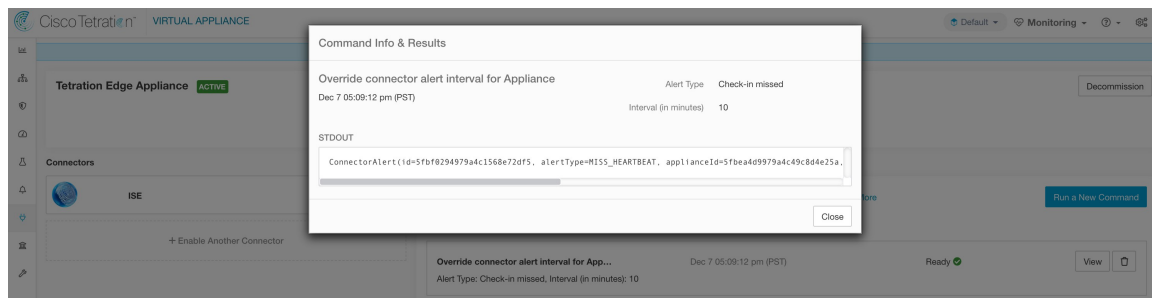 Cisco Tetration™ VIRTUAL APPLIANCE
Default
Monitoring
Command Info & Results
Override connector alert interval for Appliance
Dec 7 05:09:12 pm (PST)
Alert Type Check-in missed
Interval (in minutes) 10
STDOUT
ConnectorAlert(id=5fbf0294979a4c1568e72df5, alertType=MISS_HEARTBEAT, applianceId=5fbea4d9979a4c49c8d4e25a,
Close
Tetration Edge Appliance ACTIVE
Decommission
Connectors
ISE
+ Enable Another Connector
Run a New Command
Override connector alert interval for App... Dec 7 05:09:12 pm (PST) Ready View
Alert Type: Check-in missed, Interval (in minutes): 10